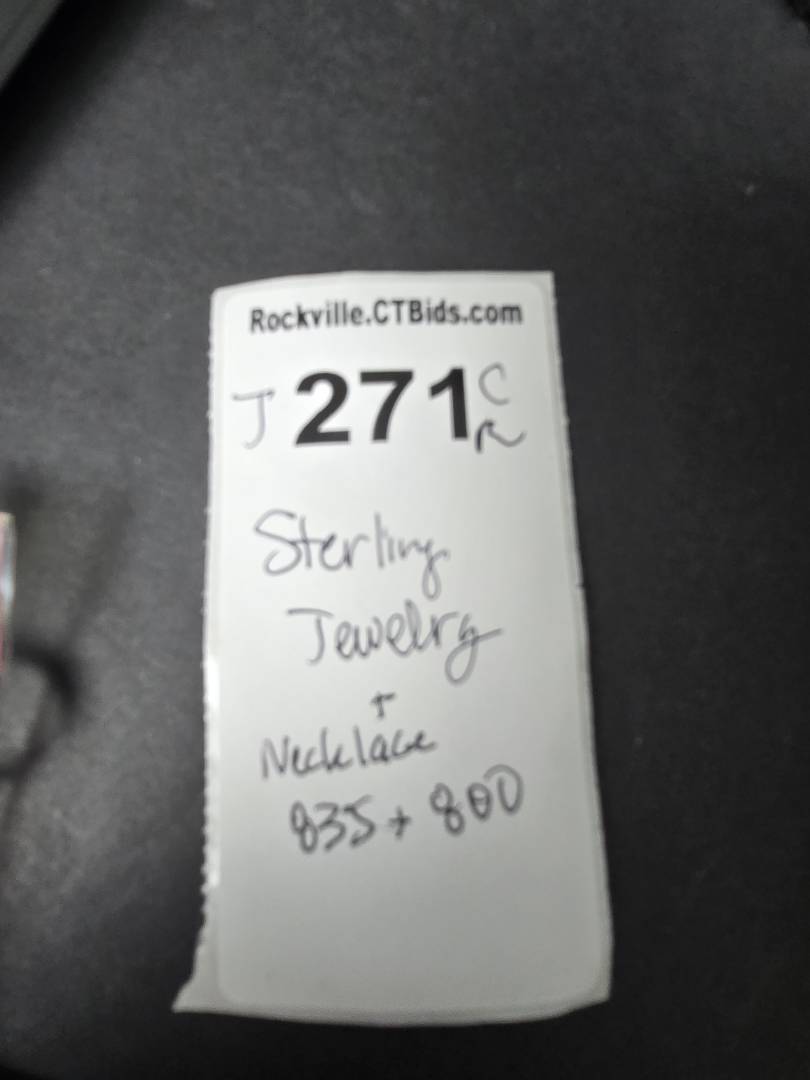 Rockville.CTBids.com
J 271 C R
Sterling
Jewelry
+
Necklace
835 + 800